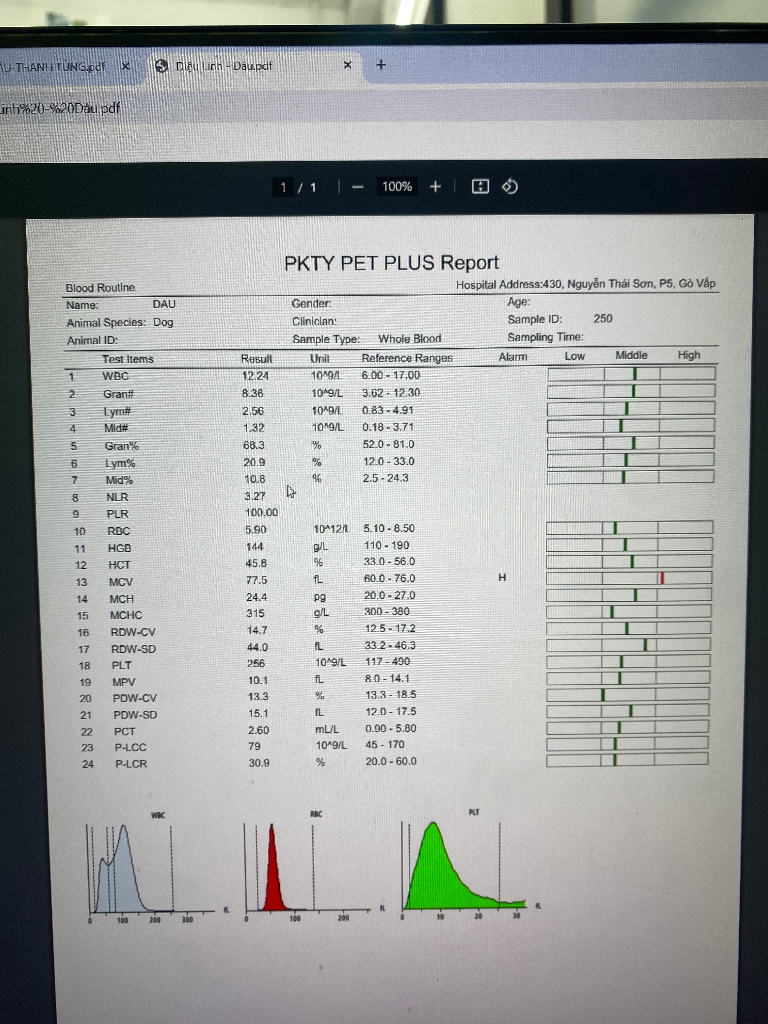 AU-THANH TÙNG.pdf × Diệu Linh - Dâu.pdf × +
inh%20-%20Dâu.pdf
1 / 1 − 100% +
PKTY PET PLUS Report
Blood Routine Hospital Address:430, Nguyễn Thái Sơn, P5, Gò Vấp
Name: DAU Gender: Age:
Animal Species: Dog Clinician: Sample ID: 250
Animal ID: Sample Type: Whole Blood Sampling Time:
Test Items Result Unit Reference Ranges Alarm Low Middle High
1 WBC 12.24 10^9/L 6.00 - 17.00
2 Gran# 8.36 10^9/L 3.62 - 12.30
3 Lym# 2.56 10^9/L 0.83 - 4.91
4 Mid# 1.32 10^9/L 0.18 - 3.71
5 Gran% 68.3 % 52.0 - 81.0
6 Lym% 20.9 % 12.0 - 33.0
7 Mid% 10.8 % 2.5 - 24.3
8 NLR 3.27
9 PLR 100.00
10 RBC 5.90 10^12/l 5.10 - 8.50
11 HGB 144 g/L 110 - 190
12 HCT 45.8 % 33.0 - 56.0
13 MCV 77.5 fL 60.0 - 76.0 H
14 MCH 24.4 pg 20.0 - 27.0
15 MCHC 315 g/L 300 - 380
16 RDW-CV 14.7 % 12.5 - 17.2
17 RDW-SD 44.0 fL 33.2 - 46.3
18 PLT 256 10^9/L 117 - 490
19 MPV 10.1 fL 8.0 - 14.1
20 PDW-CV 13.3 % 13.3 - 18.5
21 PDW-SD 15.1 fL 12.0 - 17.5
22 PCT 2.60 mL/L 0.90 - 5.80
23 P-LCC 79 10^9/L 45 - 170
24 P-LCR 30.9 % 20.0 - 60.0
WBC RBC PLT
0 100 200 300 fL 0 100 200 fL 0 10 20 30 fL